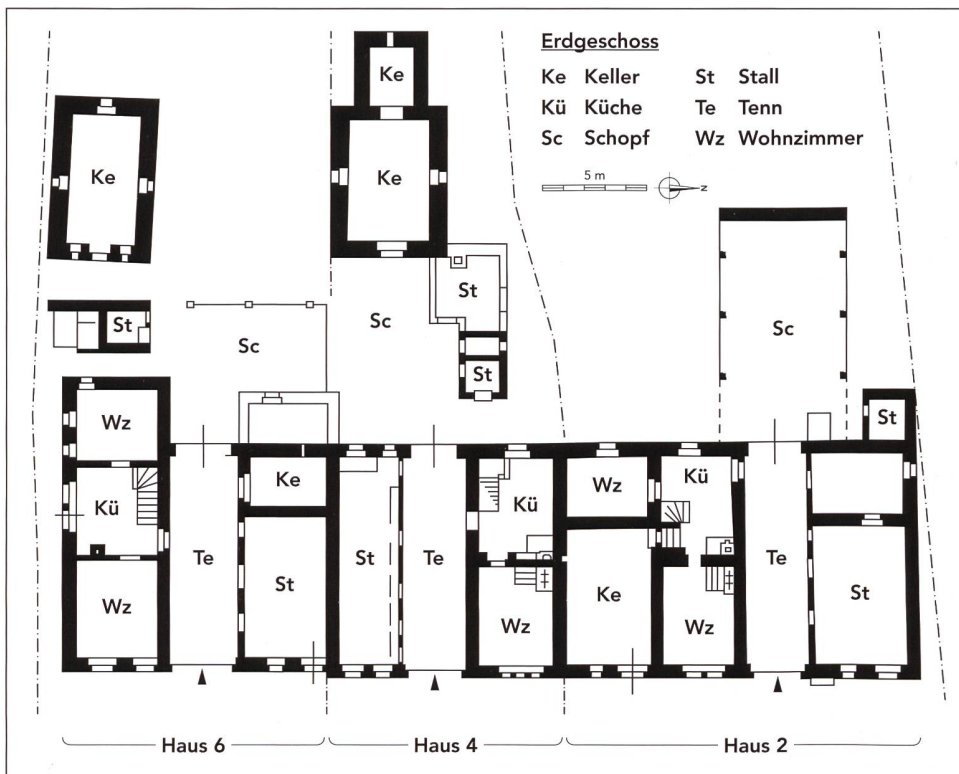 Erdgeschoss
Ke Keller St Stall
Kü Küche Te Tenn
Sc Schopf Wz Wohnzimmer
5 m
N
Ke
Ke
Ke
St
Sc
Sc
St
St
Sc
St
Wz
Kü
Wz
Te
Ke
St
St
Te
Kü
Wz
Wz
Ke
Kü
Wz
Te
St
Haus 6
Haus 4
Haus 2